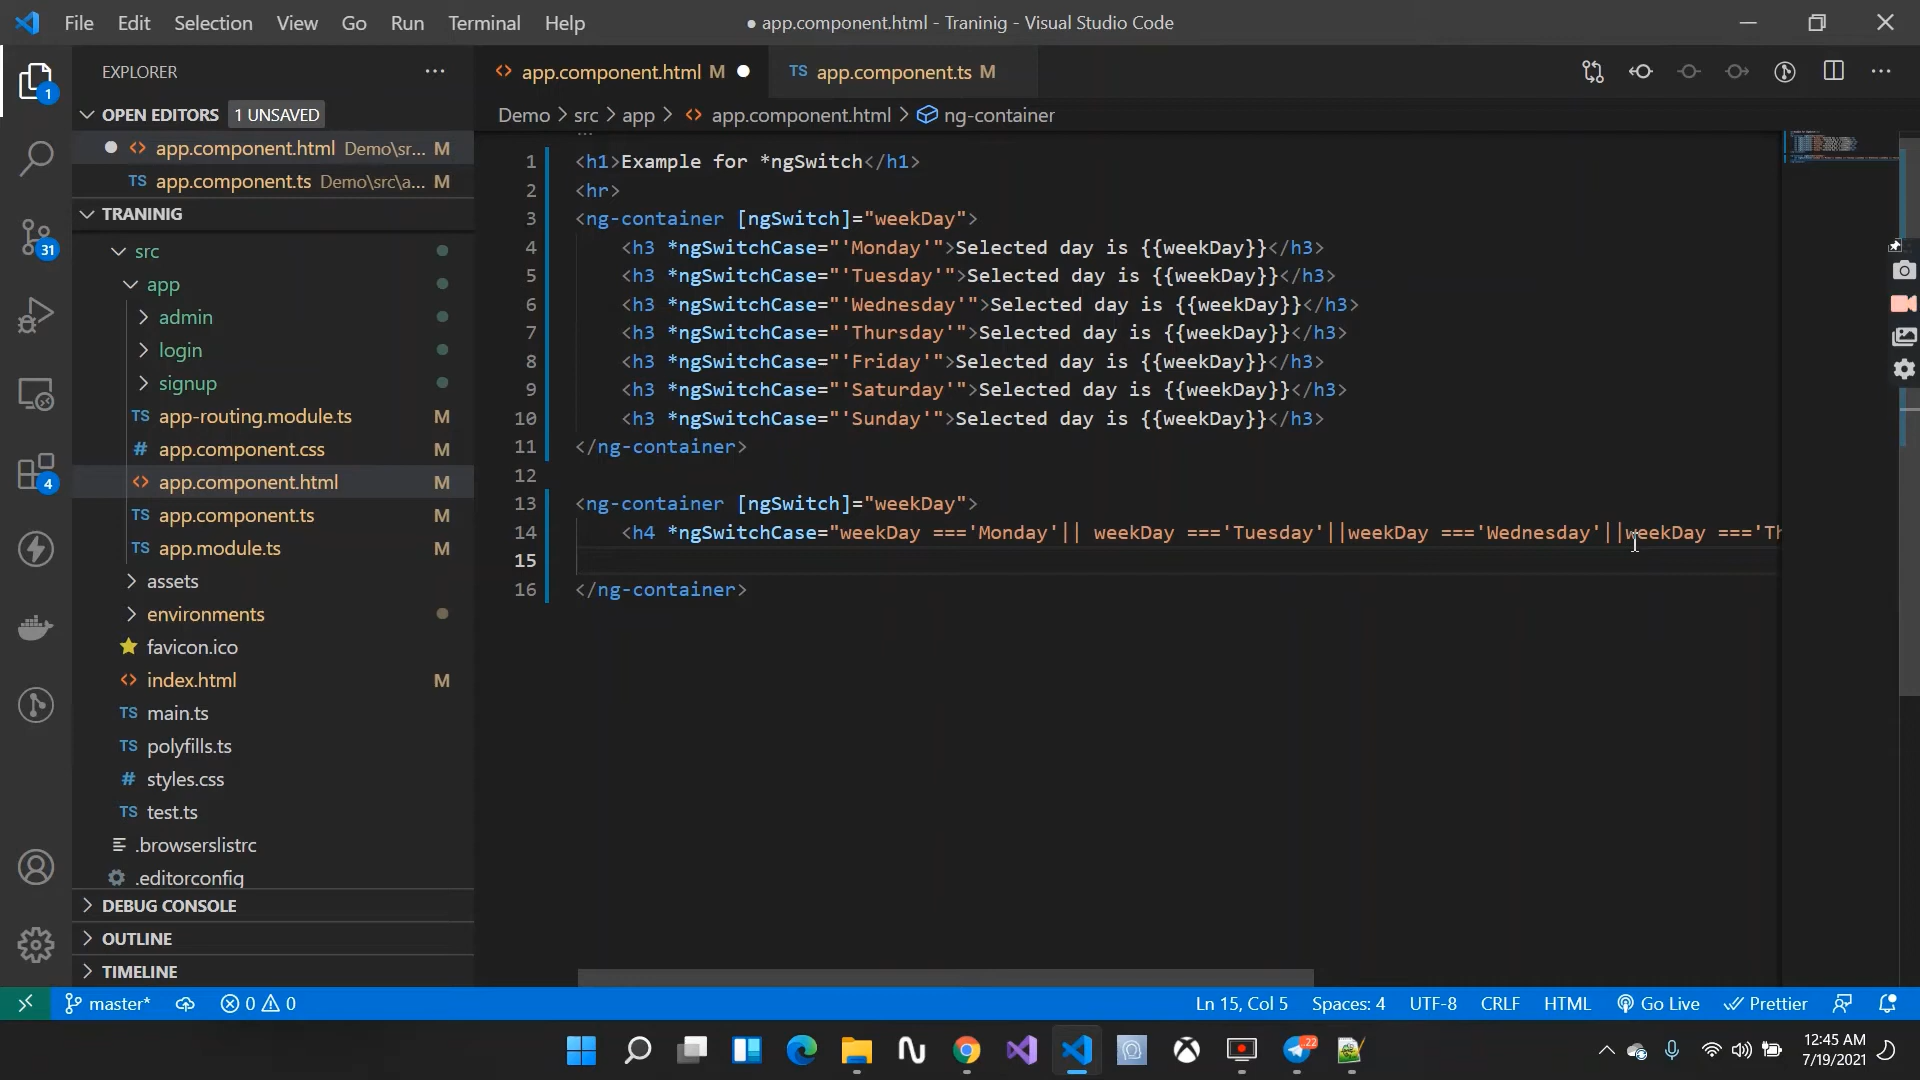 File Edit Selection View Go Run Terminal Help
● app.component.html - Traninig - Visual Studio Code
EXPLORER
app.component.html M
TS app.component.ts M
OPEN EDITORS 1 UNSAVED
Demo > src > app > app.component.html > ng-container
app.component.html Demo\sr... M
TS app.component.ts Demo\src\a... M
TRANINIG
src
app
admin
login
signup
TS app-routing.module.ts M
# app.component.css M
app.component.html M
TS app.component.ts M
TS app.module.ts M
assets
environments
favicon.ico
index.html M
TS main.ts
TS polyfills.ts
# styles.css
TS test.ts
.browserslistrc
.editorconfig
DEBUG CONSOLE
OUTLINE
TIMELINE
1
31
4
1 <h1>Example for *ngSwitch</h1>
2 <hr>
3 <ng-container [ngSwitch]="weekDay">
4 <h3 *ngSwitchCase="'Monday'">Selected day is {{weekDay}}</h3>
5 <h3 *ngSwitchCase="'Tuesday'">Selected day is {{weekDay}}</h3>
6 <h3 *ngSwitchCase="'Wednesday'">Selected day is {{weekDay}}</h3>
7 <h3 *ngSwitchCase="'Thursday'">Selected day is {{weekDay}}</h3>
8 <h3 *ngSwitchCase="'Friday'">Selected day is {{weekDay}}</h3>
9 <h3 *ngSwitchCase="'Saturday'">Selected day is {{weekDay}}</h3>
10 <h3 *ngSwitchCase="'Sunday'">Selected day is {{weekDay}}</h3>
11 </ng-container>
12
13 <ng-container [ngSwitch]="weekDay">
14 <h4 *ngSwitchCase="weekDay ==='Monday'|| weekDay ==='Tuesday'||weekDay ==='Wednesday'||weekDay ==='Th
15
16 </ng-container>
master* 0 0
Ln 15, Col 5 Spaces: 4 UTF-8 CRLF HTML Go Live Prettier
22
12:45 AM
7/19/2021